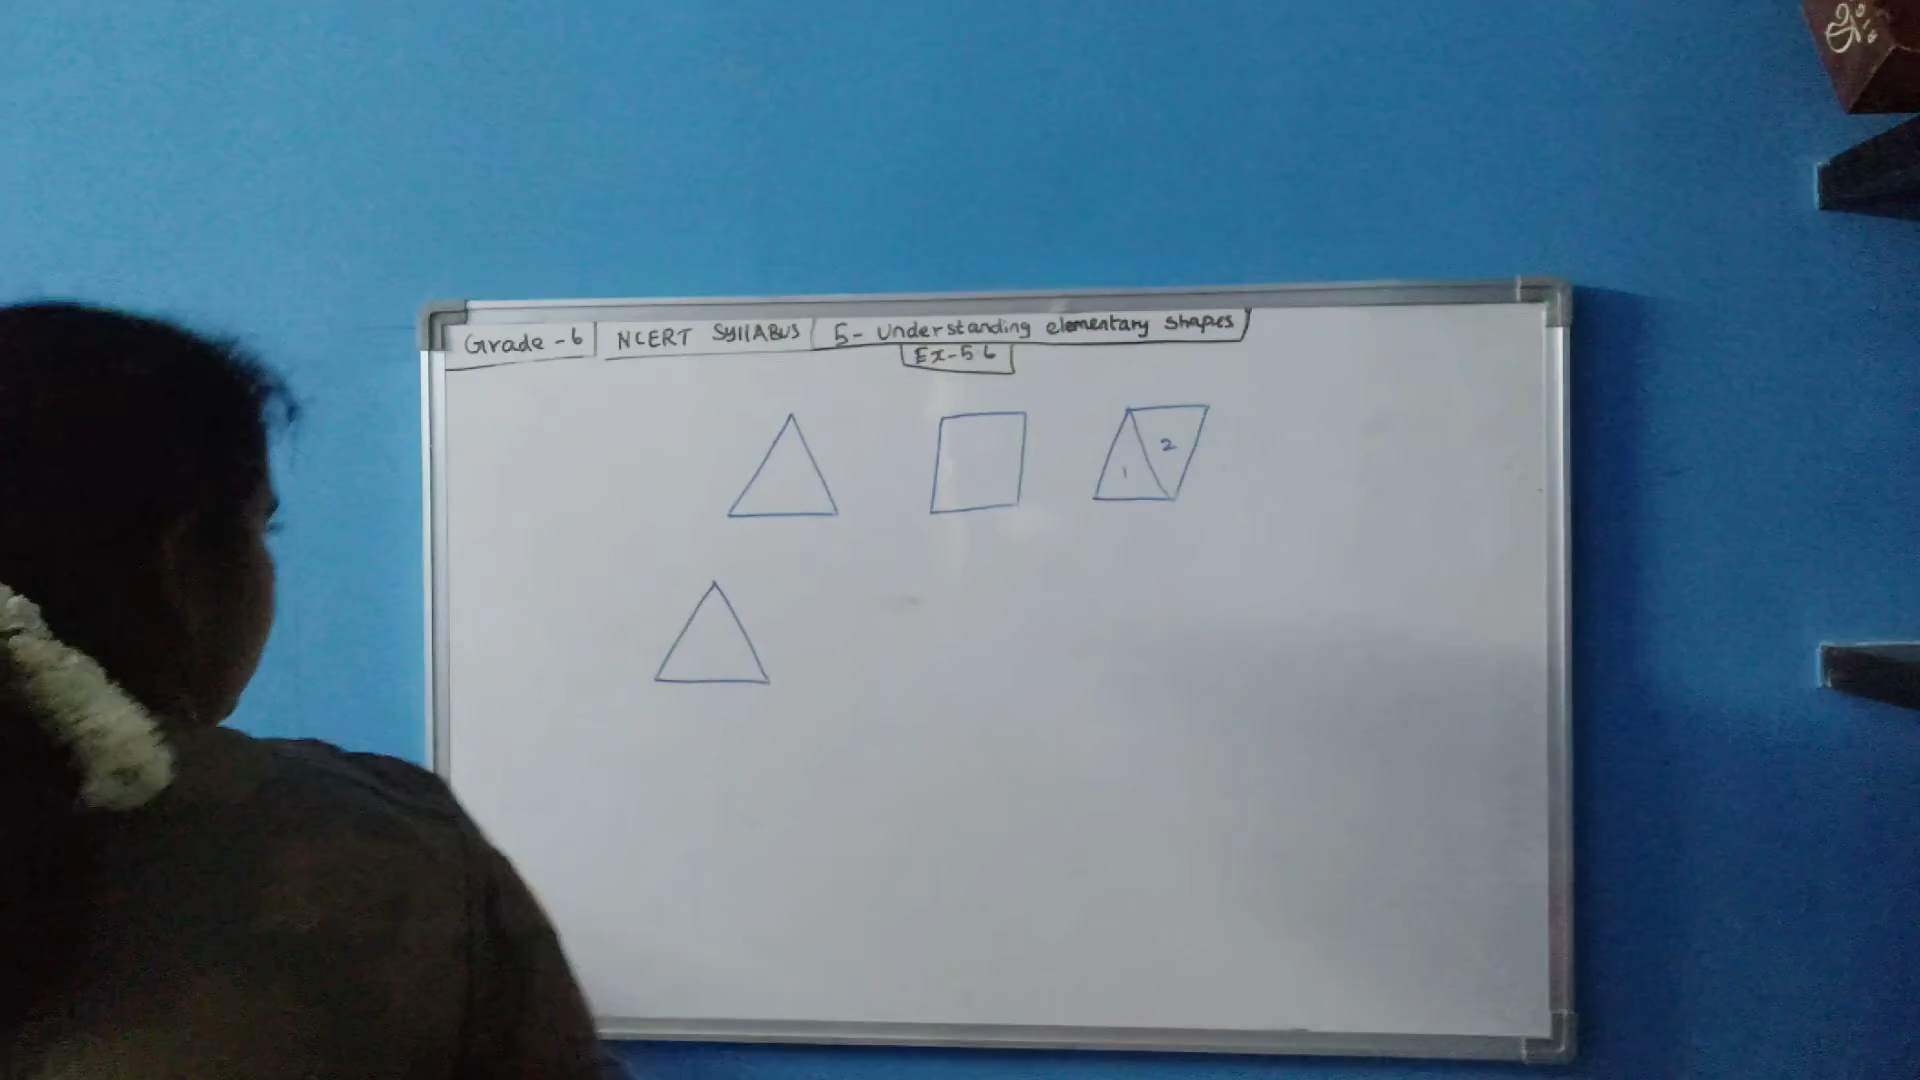 Grade - 6 NCERT SYllABUS 5 - Understanding elementary shapes
Ex - 5 6
1 2